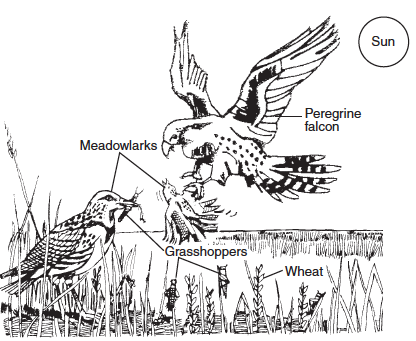 Sun
Peregrine
falcon
Meadowlarks
Grasshoppers
Wheat